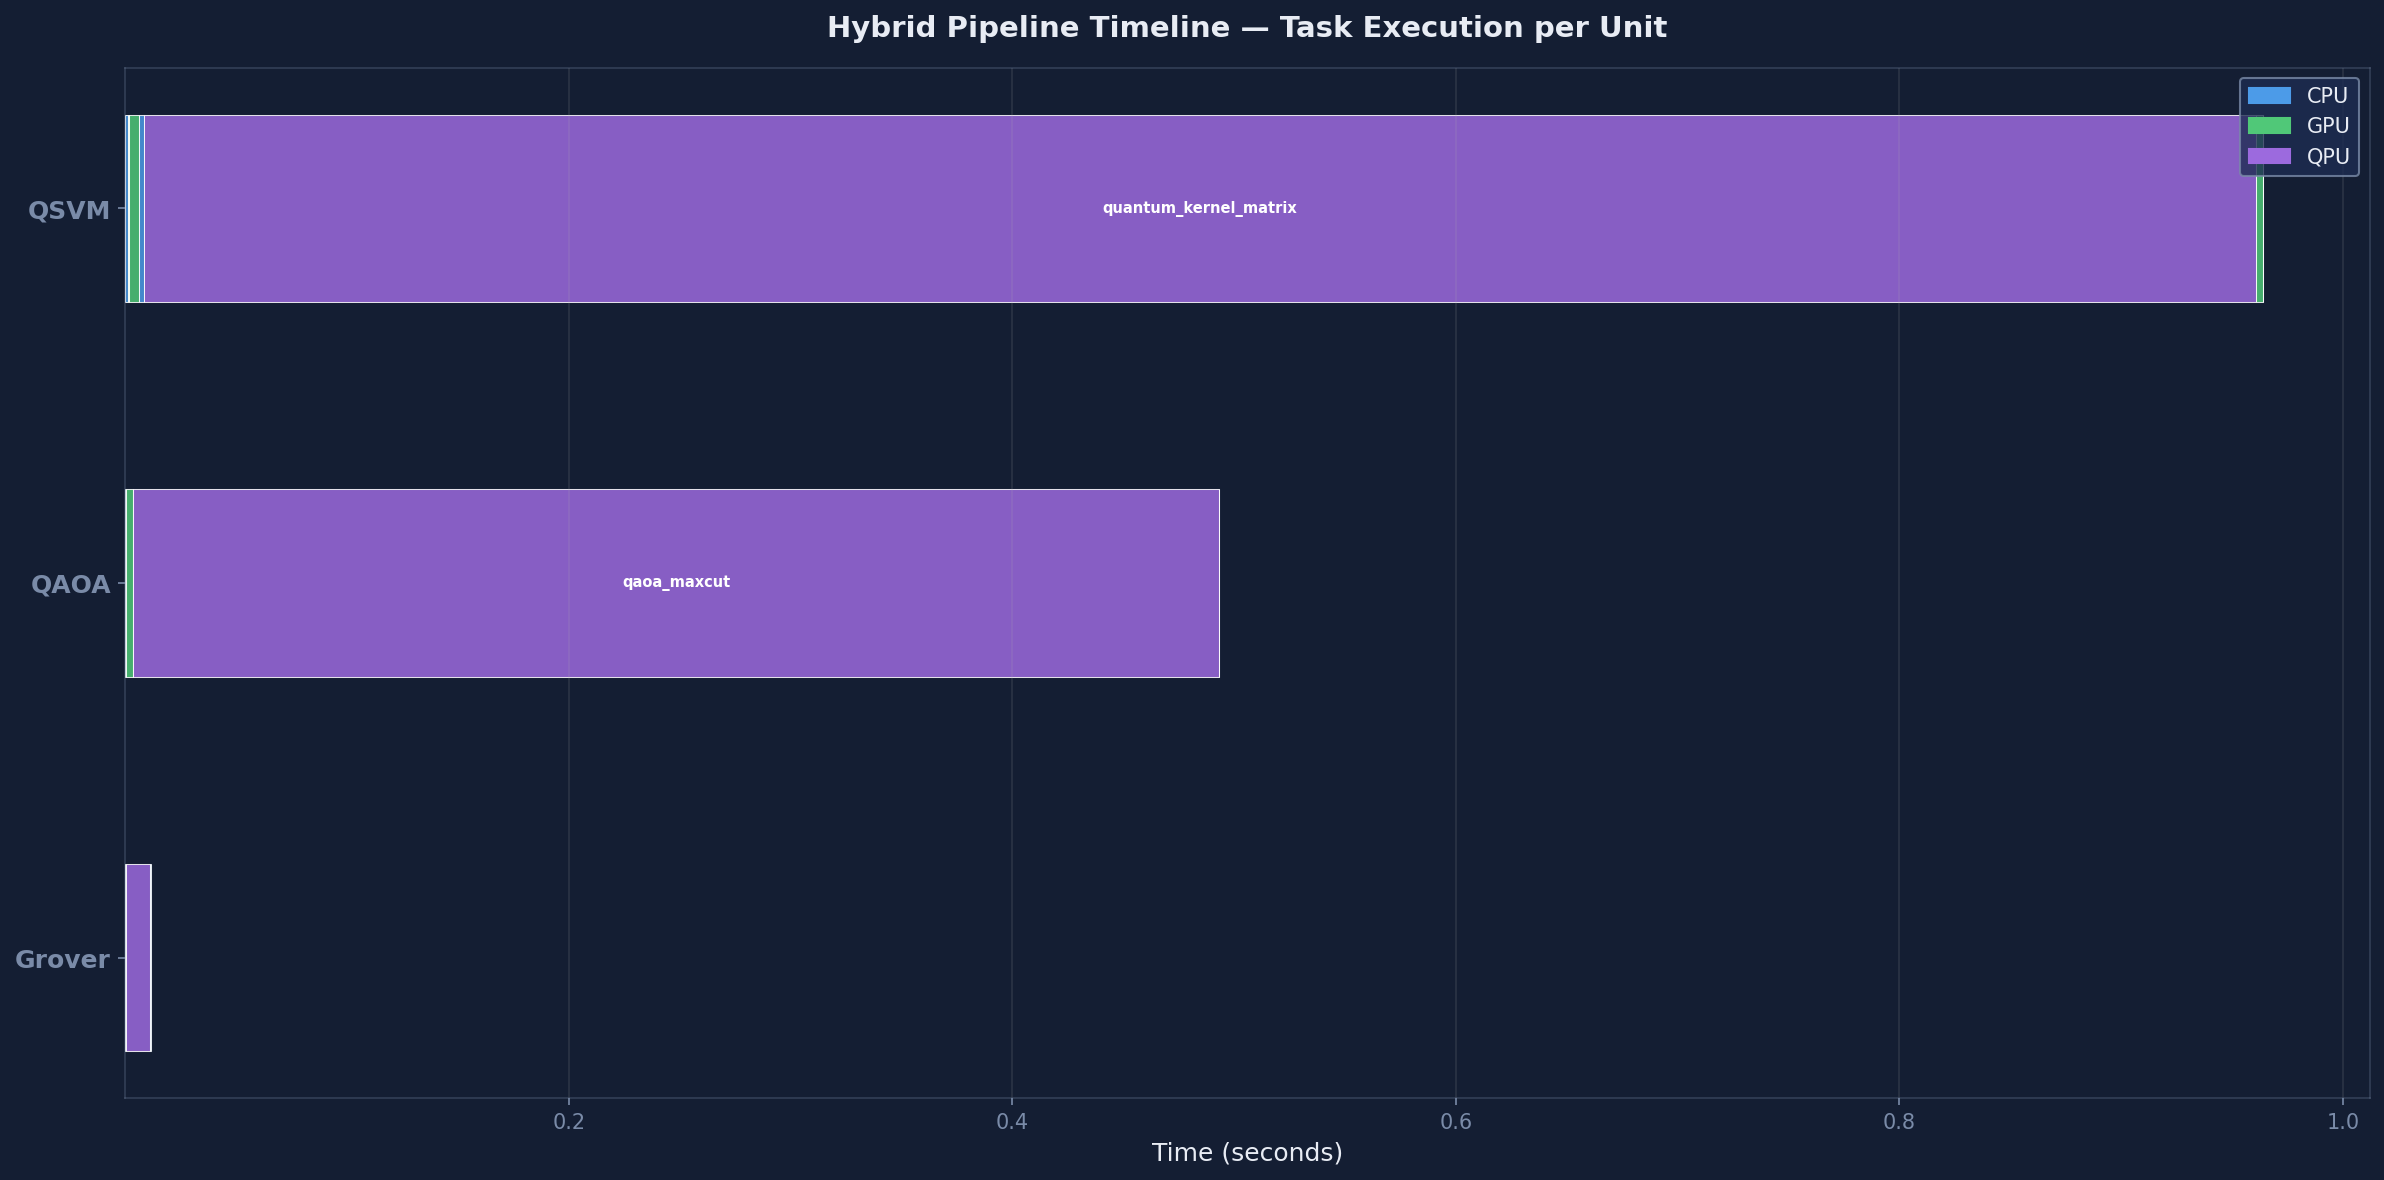 Hybrid Pipeline Timeline — Task Execution per Unit
CPU
GPU
QPU
QSVM
quantum_kernel_matrix
QAOA
qaoa_maxcut
Grover
0.2
0.4
0.6
0.8
1.0
Time (seconds)